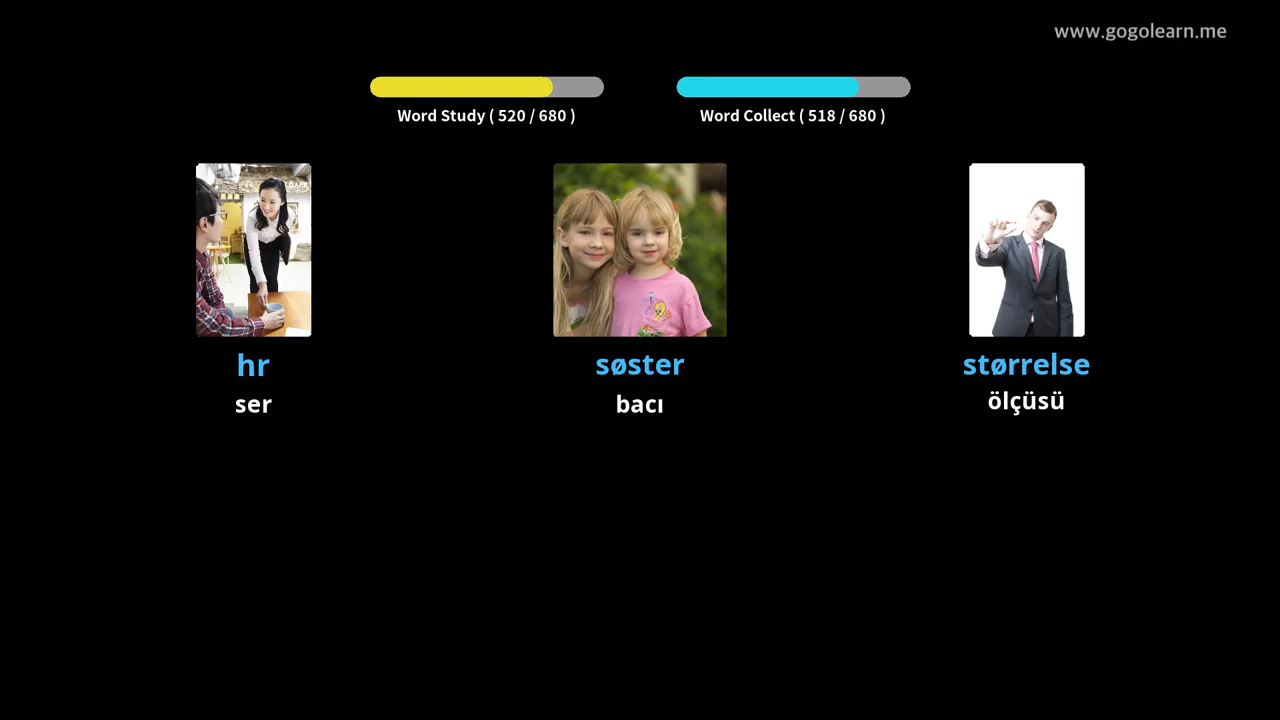 www.gogolearn.me
Word Study ( 520 / 680 )
Word Collect ( 518 / 680 )
hr
søster
størrelse
ser
bacı
ölçüsü